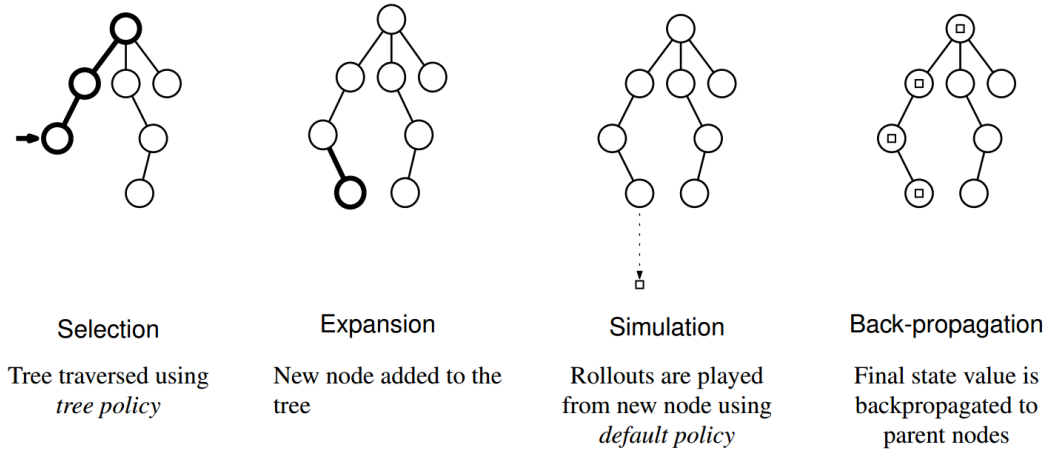 Selection
Tree traversed using
tree policy
Expansion
New node added to the
tree
Simulation
Rollouts are played
from new node using
default policy
Back-propagation
Final state value is
backpropagated to
parent nodes